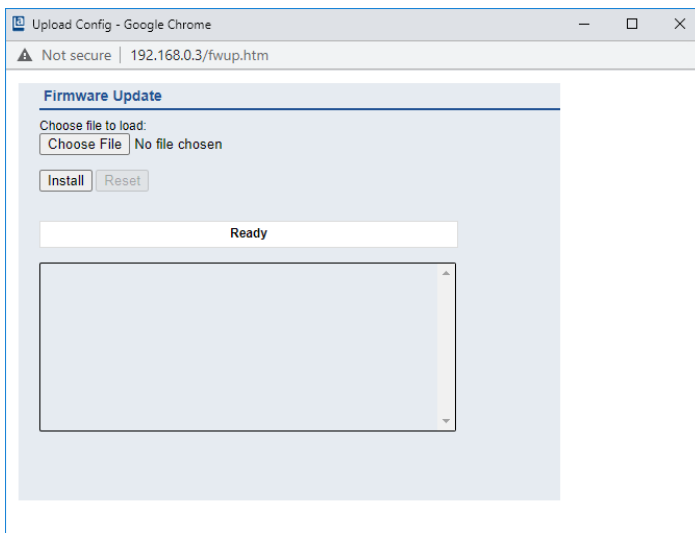 Upload Config - Google Chrome
Not secure | 192.168.0.3/fwup.htm
Firmware Update
Choose file to load:
Choose File No file chosen
Install Reset
Ready